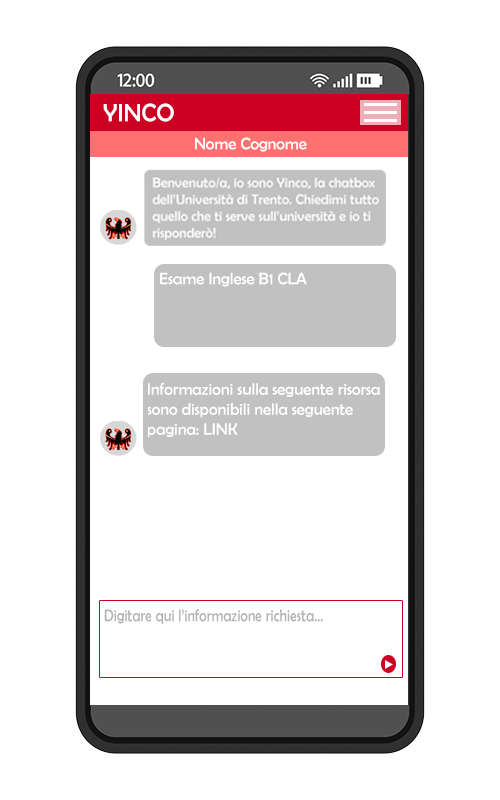 12:00
YINCO
Nome Cognome
Benvenuto/a, io sono Yinco, la chatbox
dell'Università di Trento. Chiedimi tutto
quello che ti serve sull'università e io ti
risponderò!
Esame Inglese B1 CLA
Informazioni sulla seguente risorsa
sono disponibili nella seguente
pagina: LINK
Digitare qui l'informazione richiesta...